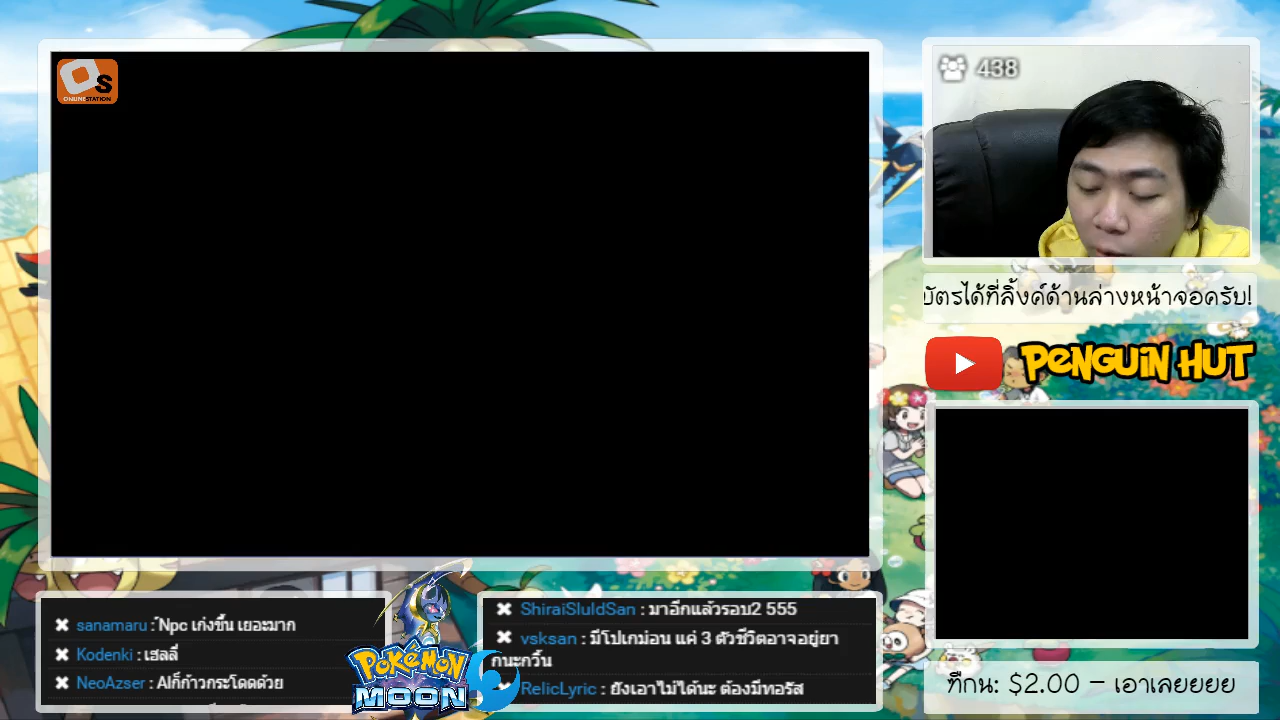 OS
ONLINE STATION
438
บัตรได้ที่ลิ้งค์ด้านล่างหน้าจอครับ!
PENGUIN HUT
sanamaru : Npc เก่งขึ้น เยอะมาก
Kodenki : เฮลลี่
NeoAzser : AIก็ก้าวกระโดดด้วย
POKÉMON
MOON
ShiraiSluldSan : มาอีกแล้วรอบ2 555
vsksan : มีโปเกม่อน แค่ 3 ตัวชีวิตอาจอยู่ยา
กนะกวิ้น
RelicLyric : ยังเอาไม่ได้นะ ต้องมีทอรัส
ทีกน: $2.00 - เอาเลยยยย